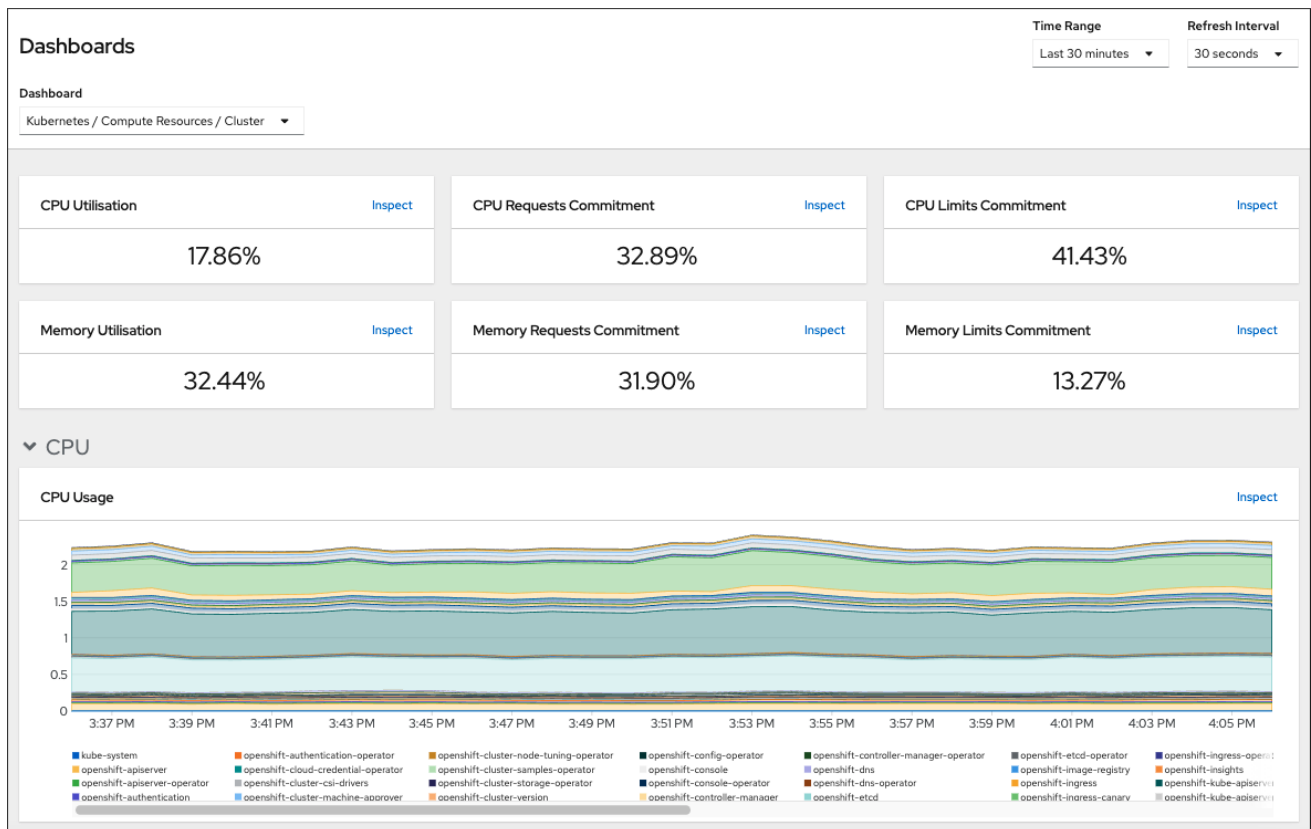 Time Range Refresh Interval
Dashboards
Last 30 minutes 30 seconds
Dashboard
Kubernetes / Compute Resources / Cluster
CPU Utilisation Inspect CPU Requests Commitment Inspect CPU Limits Commitment Inspect
17.86% 32.89% 41.43%
Memory Utilisation Inspect Memory Requests Commitment Inspect Memory Limits Commitment Inspect
32.44% 31.90% 13.27%
CPU
CPU Usage Inspect
2
1.5
1
0.5
0
3:37 PM 3:39 PM 3:41 PM 3:43 PM 3:45 PM 3:47 PM 3:49 PM 3:51 PM 3:53 PM 3:55 PM 3:57 PM 3:59 PM 4:01 PM 4:03 PM 4:05 PM
kube-system openshift-authentication-operator openshift-cluster-node-tuning-operator openshift-config-operator openshift-controller-manager-operator openshift-etcd-operator openshift-ingress-opera
openshift-apiserver openshift-cloud-credential-operator openshift-cluster-samples-operator openshift-console openshift-dns openshift-image-registry openshift-insights
openshift-apiserver-operator openshift-cluster-csi-drivers openshift-cluster-storage-operator openshift-console-operator openshift-dns-operator openshift-ingress openshift-kube-apiserve
openshift-authentication openshift-cluster-machine-approver openshift-cluster-version openshift-controller-manager openshift-etcd openshift-ingress-canary openshift-kube-apiserve